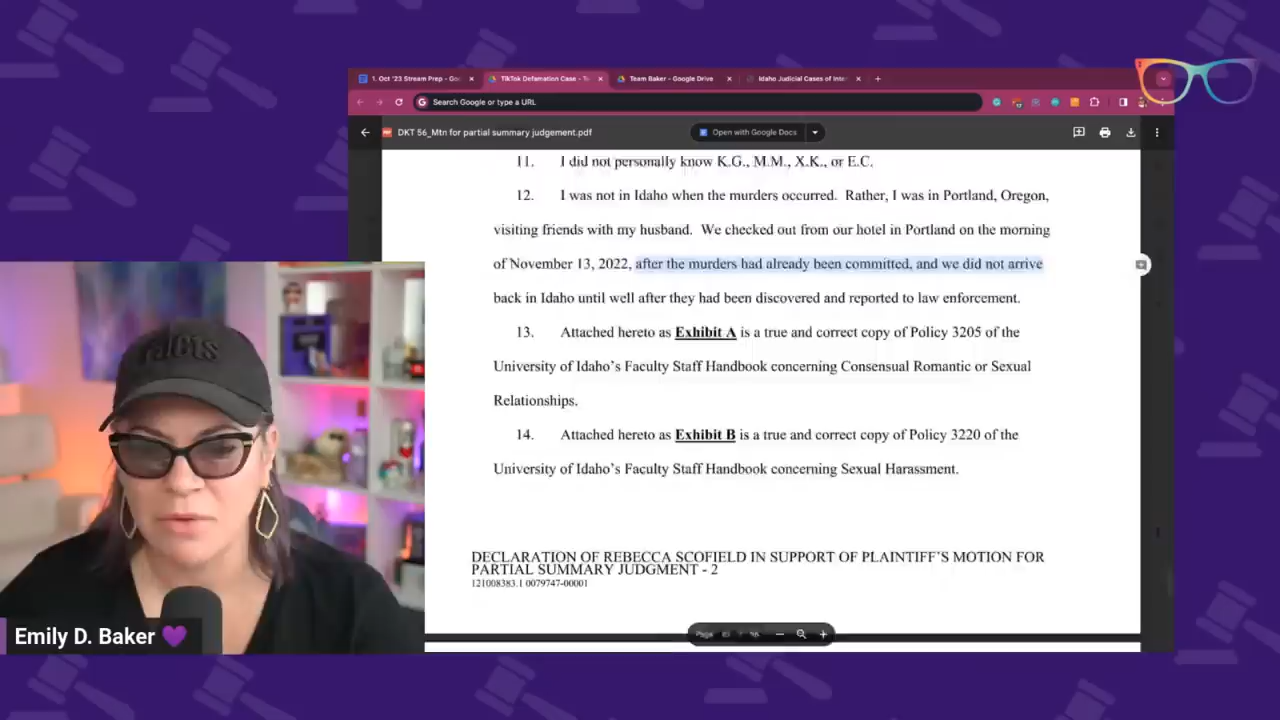 1. Oct '23 Stream Prep - Go
TikTok Defamation Case - T
Team Baker - Google Drive
Idaho Judicial Cases of Inte
Search Google or type a URL
DKT 56_Mtn for partial summary judgement.pdf
Open with Google Docs
11. I did not personally know K.G., M.M., X.K., or E.C.
12. I was not in Idaho when the murders occurred. Rather, I was in Portland, Oregon,
visiting friends with my husband. We checked out from our hotel in Portland on the morning
of November 13, 2022, after the murders had already been committed, and we did not arrive
back in Idaho until well after they had been discovered and reported to law enforcement.
13. Attached hereto as Exhibit A is a true and correct copy of Policy 3205 of the
University of Idaho's Faculty Staff Handbook concerning Consensual Romantic or Sexual
Relationships.
14. Attached hereto as Exhibit B is a true and correct copy of Policy 3220 of the
University of Idaho's Faculty Staff Handbook concerning Sexual Harassment.
DECLARATION OF REBECCA SCOFIELD IN SUPPORT OF PLAINTIFF'S MOTION FOR
PARTIAL SUMMARY JUDGMENT - 2
121008383.1 0079747-00001
Page
facts
Emily D. Baker 💜